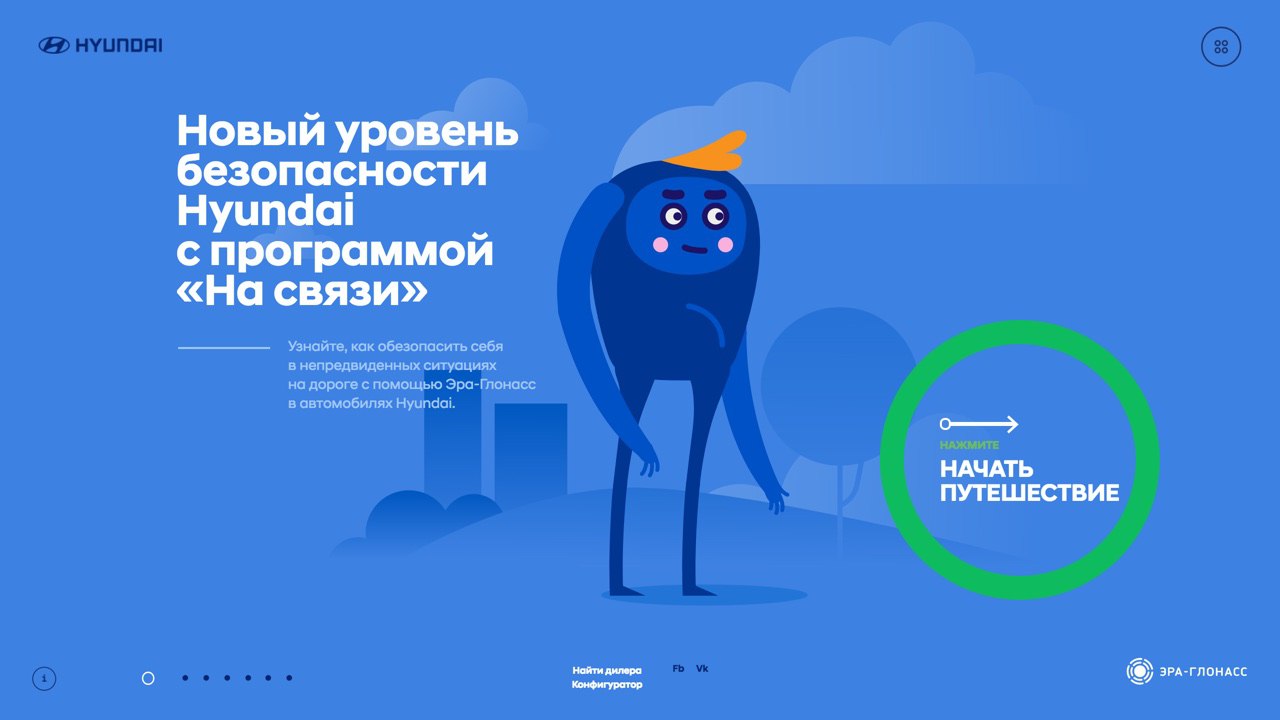 HYUNDAI
Новый уровень
безопасности
Hyundai
с программой
«На связи»
Узнайте, как обезопасить себя
в непредвиденных ситуациях
на дороге с помощью Эра-Глонасс
в автомобилях Hyundai.
НАЖМИТЕ
НАЧАТЬ
ПУТЕШЕСТВИЕ
i
Найти дилера
Конфигуратор
Fb Vk
ЭРА-ГЛОНАСС